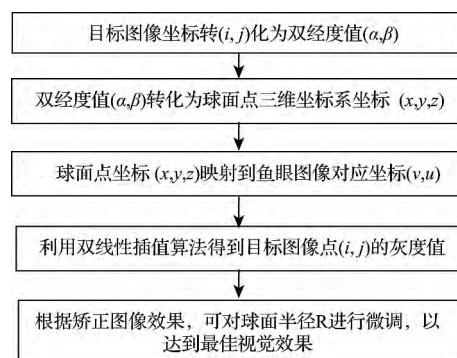 目标图像坐标转(i, j)化为双经度值(α,β)
双经度值(α,β)转化为球面点三维坐标系坐标 (x,y,z)
球面点坐标 (x,y,z)映射到鱼眼图像对应坐标(v,u)
利用双线性插值算法得到目标图像点(i, j)的灰度值
根据矫正图像效果，可对球面半径R进行微调，以
达到最佳视觉效果